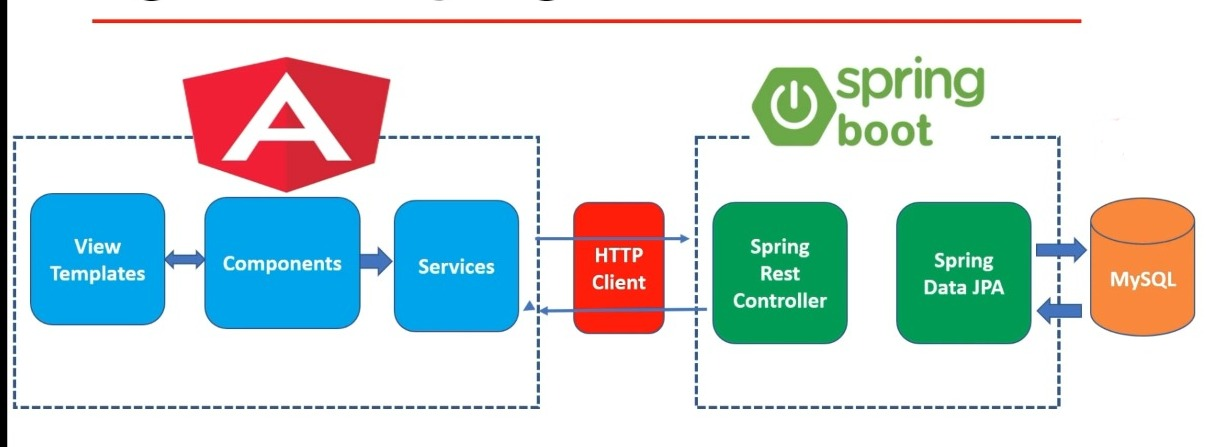 spring
boot
View
Templates
Components
Services
HTTP
Client
Spring
Rest
Controller
Spring
Data JPA
MySQL